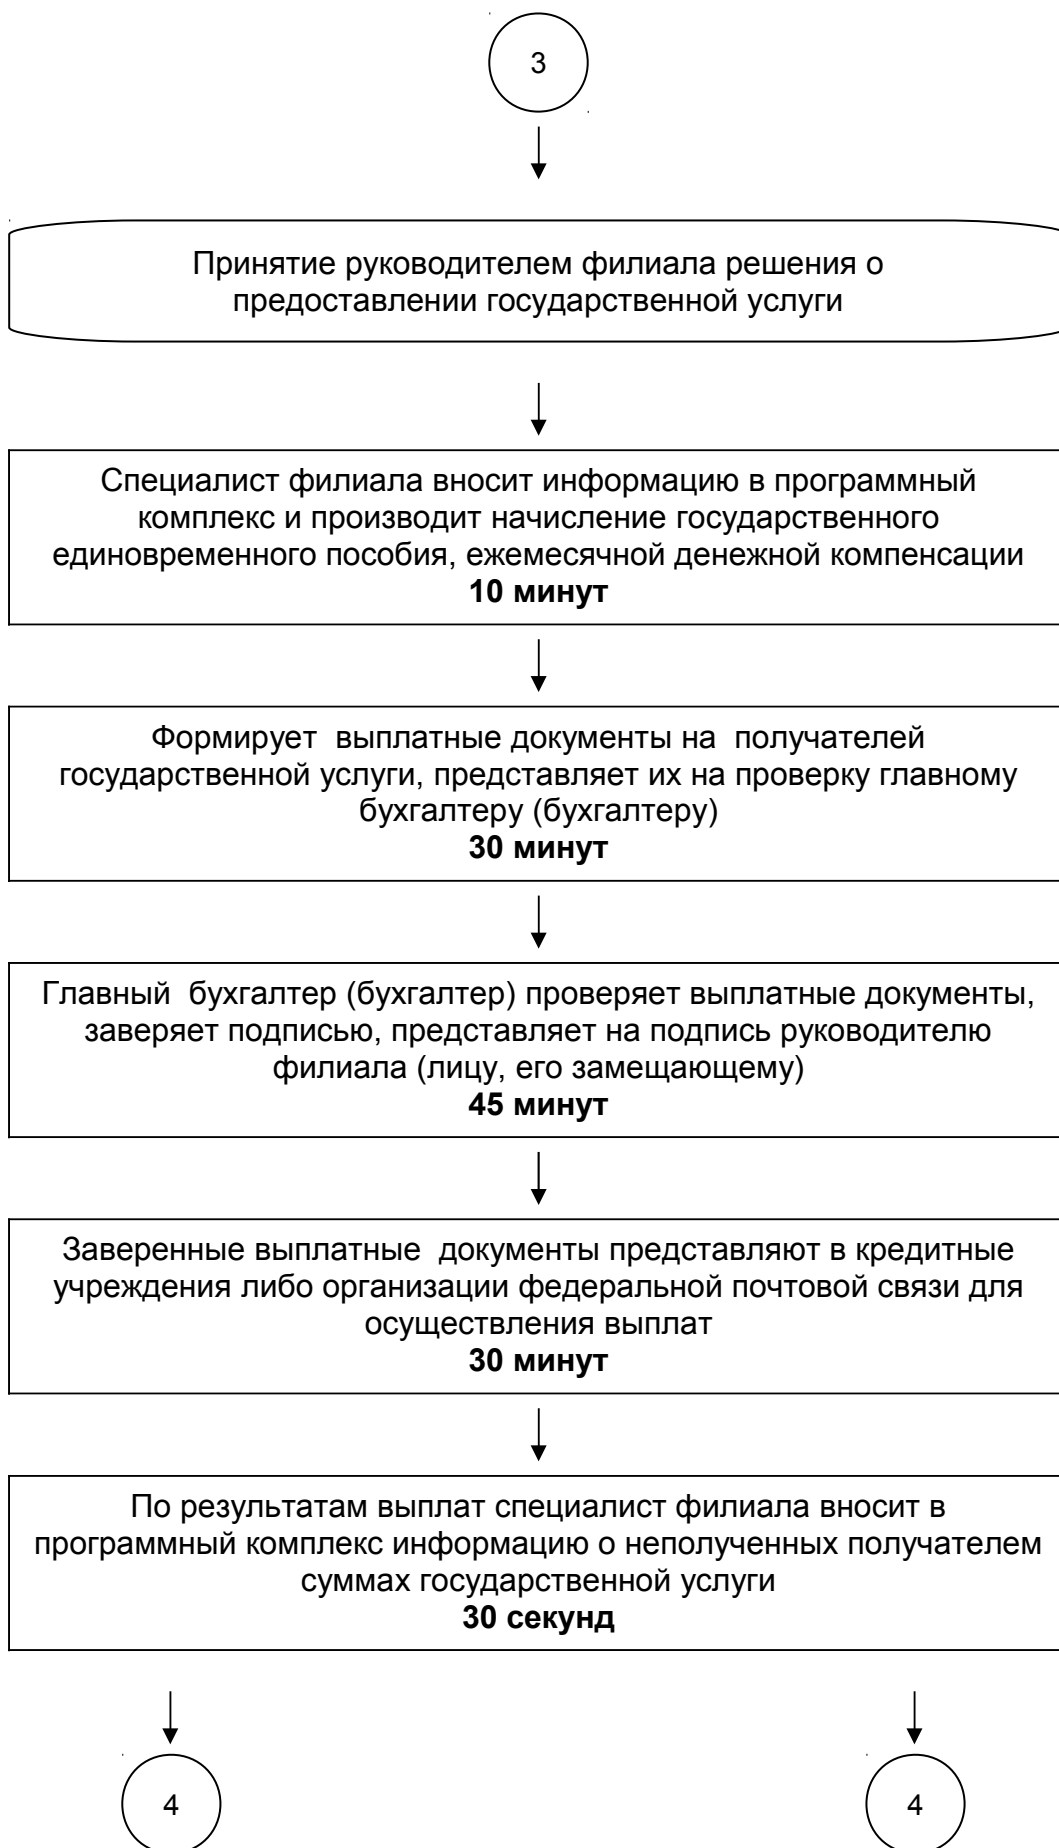 3
Принятие руководителем филиала решения о
предоставлении государственной услуги
Специалист филиала вносит информацию в программный
комплекс и производит начисление государственного
единовременного пособия, ежемесячной денежной компенсации
10 минут
Формирует выплатные документы на получателей
государственной услуги, представляет их на проверку главному
бухгалтеру (бухгалтеру)
30 минут
Главный бухгалтер (бухгалтер) проверяет выплатные документы,
заверяет подписью, представляет на подпись руководителю
филиала (лицу, его замещающему)
45 минут
Заверенные выплатные документы представляют в кредитные
учреждения либо организации федеральной почтовой связи для
осуществления выплат
30 минут
По результатам выплат специалист филиала вносит в
программный комплекс информацию о неполученных получателем
суммах государственной услуги
30 секунд
4
4